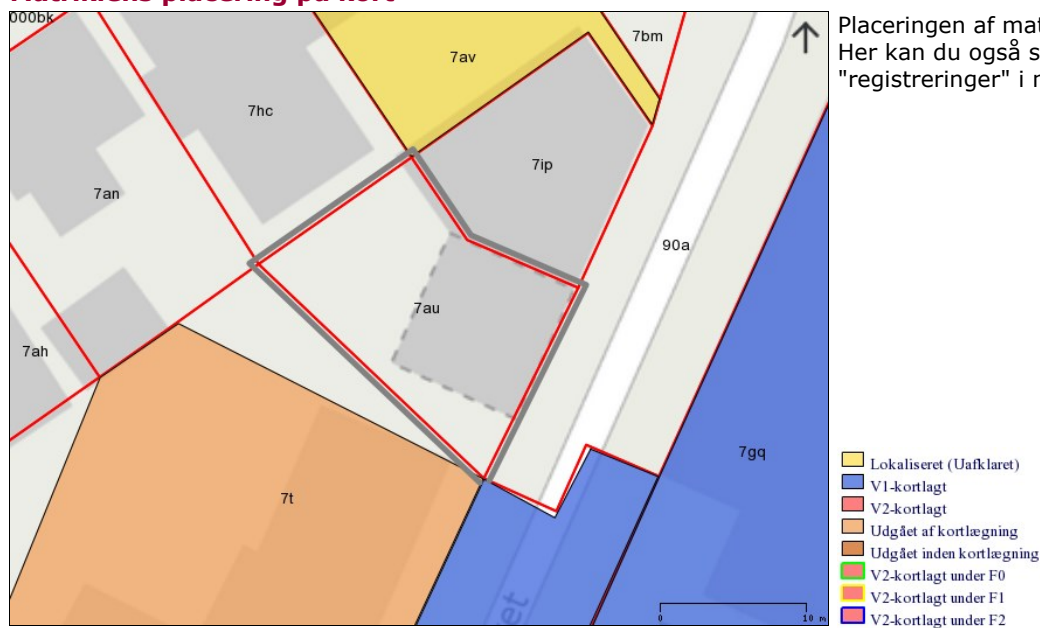 Placeringen af mat
Her kan du også s
"registreringer" i r
000bk
7bm
7av
7hc
7ip
7an
90a
7au
7ah
7gq
7t
et
0
10 m
Lokaliseret (Uafklaret)
V1-kortlagt
V2-kortlagt
Udgået af kortlægning
Udgået inden kortlægning
V2-kortlagt under F0
V2-kortlagt under F1
V2-kortlagt under F2